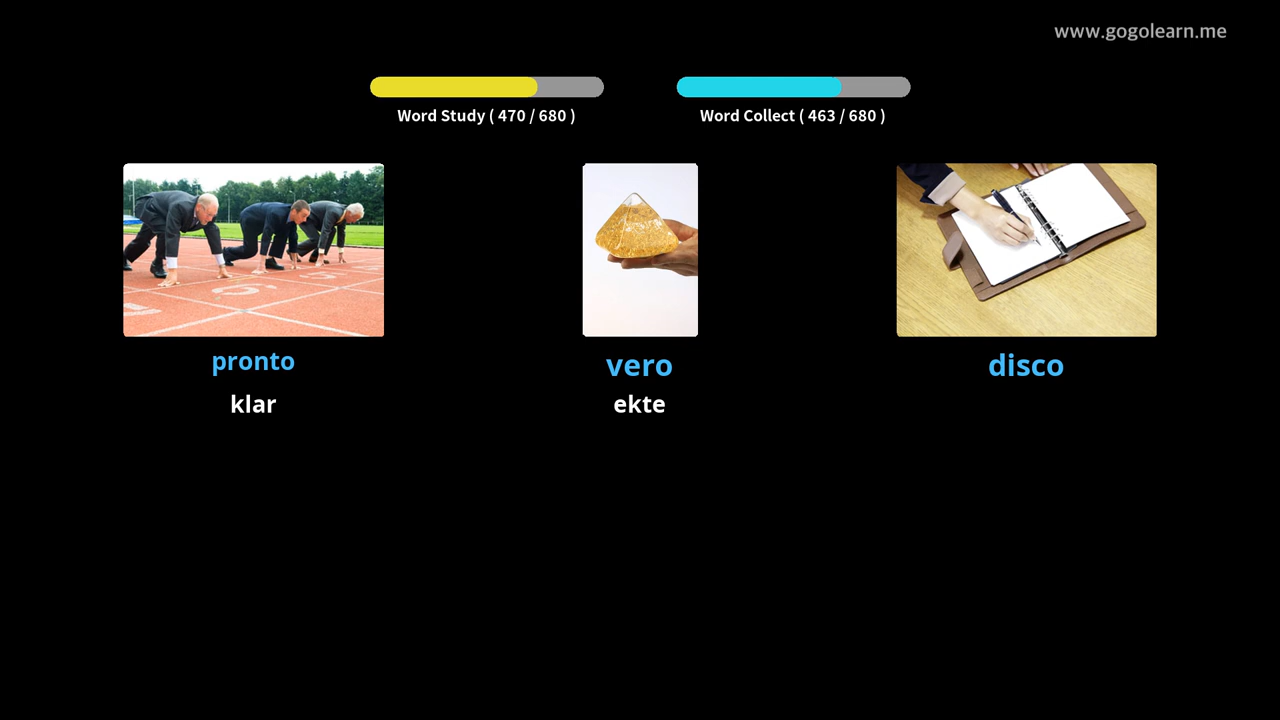 www.gogolearn.me
Word Study ( 470 / 680 )
Word Collect ( 463 / 680 )
pronto
vero
disco
klar
ekte